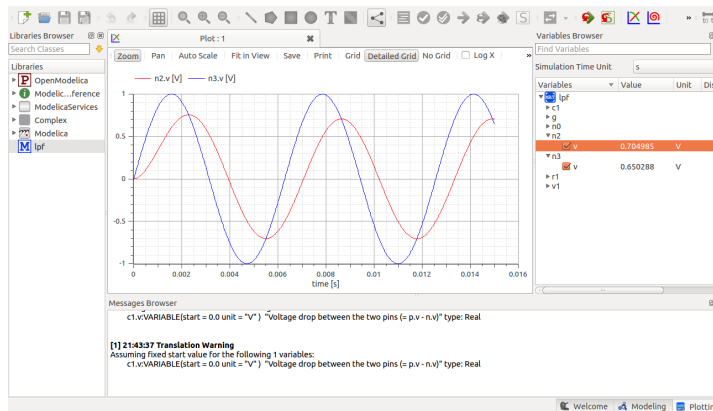 Libraries Browser
Search Classes
Libraries
P OpenModelica
Modelic...ference
ModelicaServices
Complex
Modelica
M lpf
Plot : 1
Zoom Pan Auto Scale Fit in View Save Print Grid Detailed Grid No Grid Log X »
n2.v [V] n3.v [V]
1
0.5
0
-0.5
-1
0 0.002 0.004 0.006 0.008 0.01 0.012 0.014 0.016
time [s]
Variables Browser
Find Variables
Simulation Time Unit s
Variables Value Unit Dis
lpf
c1
g
n0
n2
v 0.704985 V
n3
v 0.650288 V
r1
v1
Messages Browser
c1.v:VARIABLE(start = 0.0 unit = "V" ) "Voltage drop between the two pins (= p.v - n.v)" type: Real
[1] 21:43:37 Translation Warning
Assuming fixed start value for the following 1 variables:
c1.v:VARIABLE(start = 0.0 unit = "V" ) "Voltage drop between the two pins (= p.v - n.v)" type: Real
Welcome Modeling Plottin